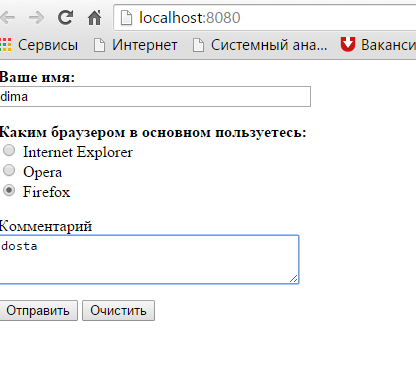 localhost:8080
Сервисы Интернет Системный ана... Ваканси
Ваше имя:
dima
Каким браузером в основном пользуетесь:
Internet Explorer
Opera
Firefox
Комментарий
dosta
Отправить Очистить